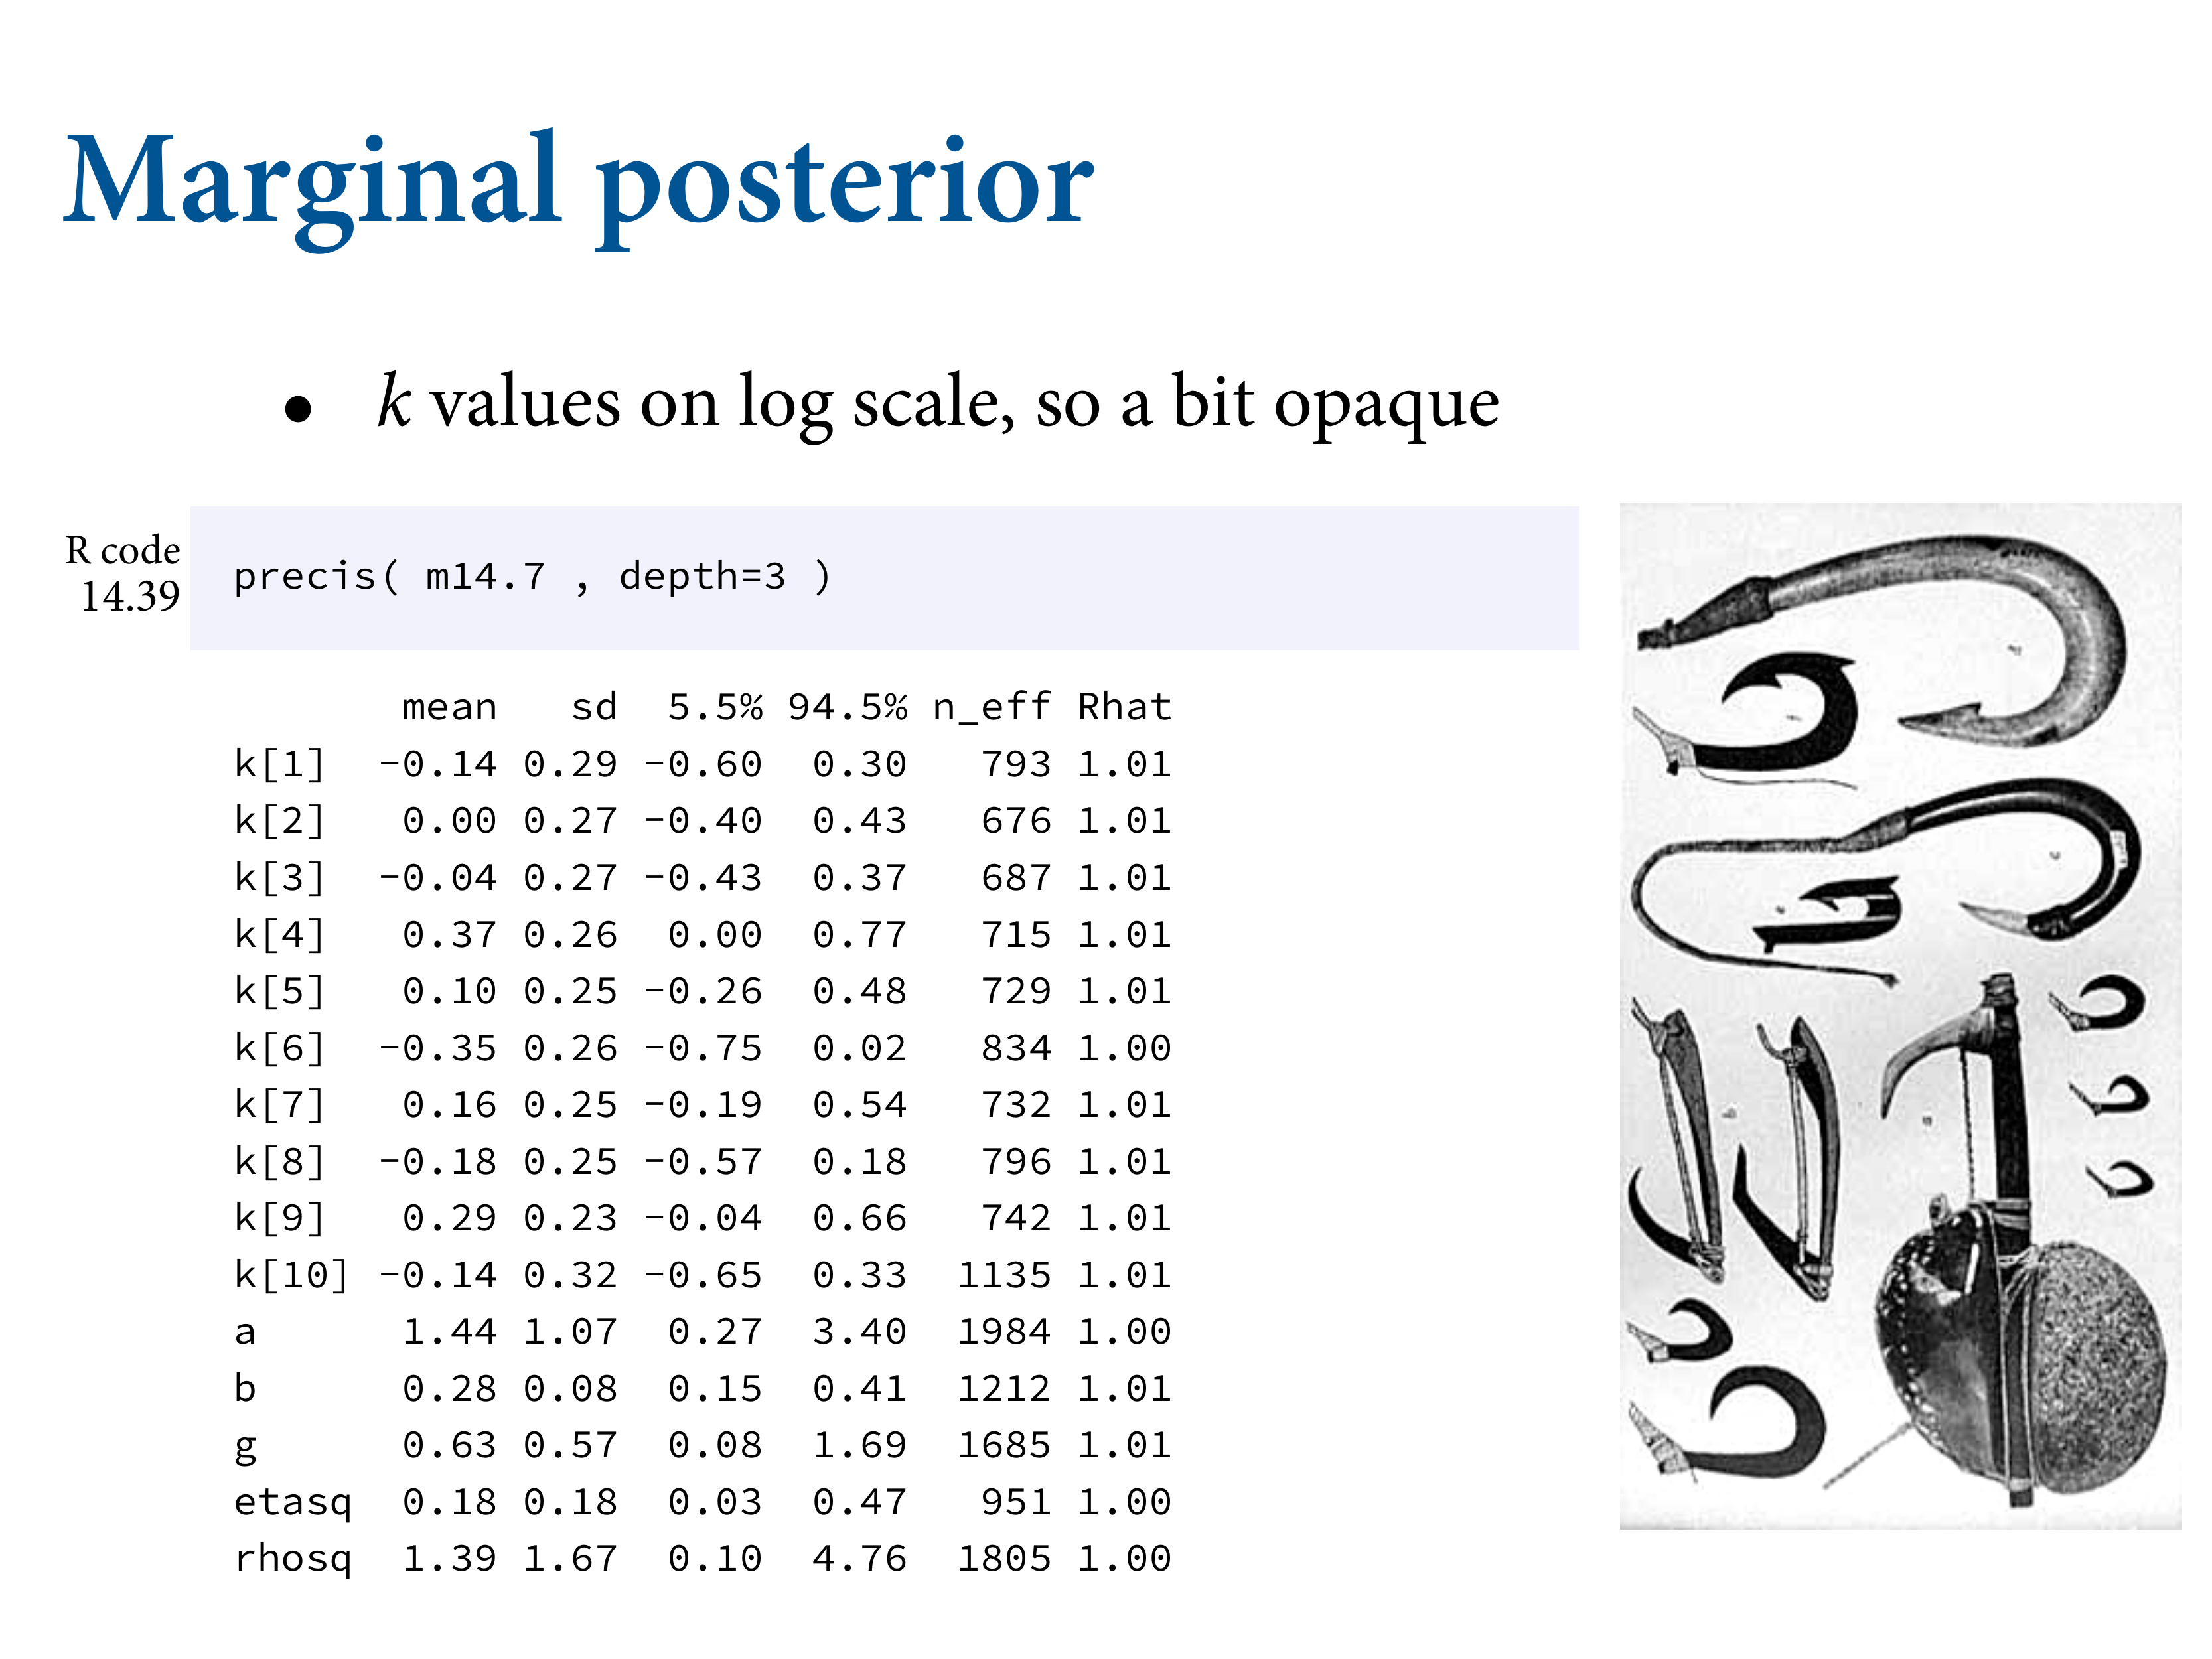 Marginal posterior
• k values on log scale, so a bit opaque
R code
14.39
precis( m14.7 , depth=3 )
mean sd 5.5% 94.5% n_eff Rhat
k[1] −0.14 0.29 −0.60 0.30 793 1.01
k[2] 0.00 0.27 −0.40 0.43 676 1.01
k[3] −0.04 0.27 −0.43 0.37 687 1.01
k[4] 0.37 0.26 0.00 0.77 715 1.01
k[5] 0.10 0.25 −0.26 0.48 729 1.01
k[6] −0.35 0.26 −0.75 0.02 834 1.00
k[7] 0.16 0.25 −0.19 0.54 732 1.01
k[8] −0.18 0.25 −0.57 0.18 796 1.01
k[9] 0.29 0.23 −0.04 0.66 742 1.01
k[10] −0.14 0.32 −0.65 0.33 1135 1.01
a 1.44 1.07 0.27 3.40 1984 1.00
b 0.28 0.08 0.15 0.41 1212 1.01
g 0.63 0.57 0.08 1.69 1685 1.01
etasq 0.18 0.18 0.03 0.47 951 1.00
rhosq 1.39 1.67 0.10 4.76 1805 1.00